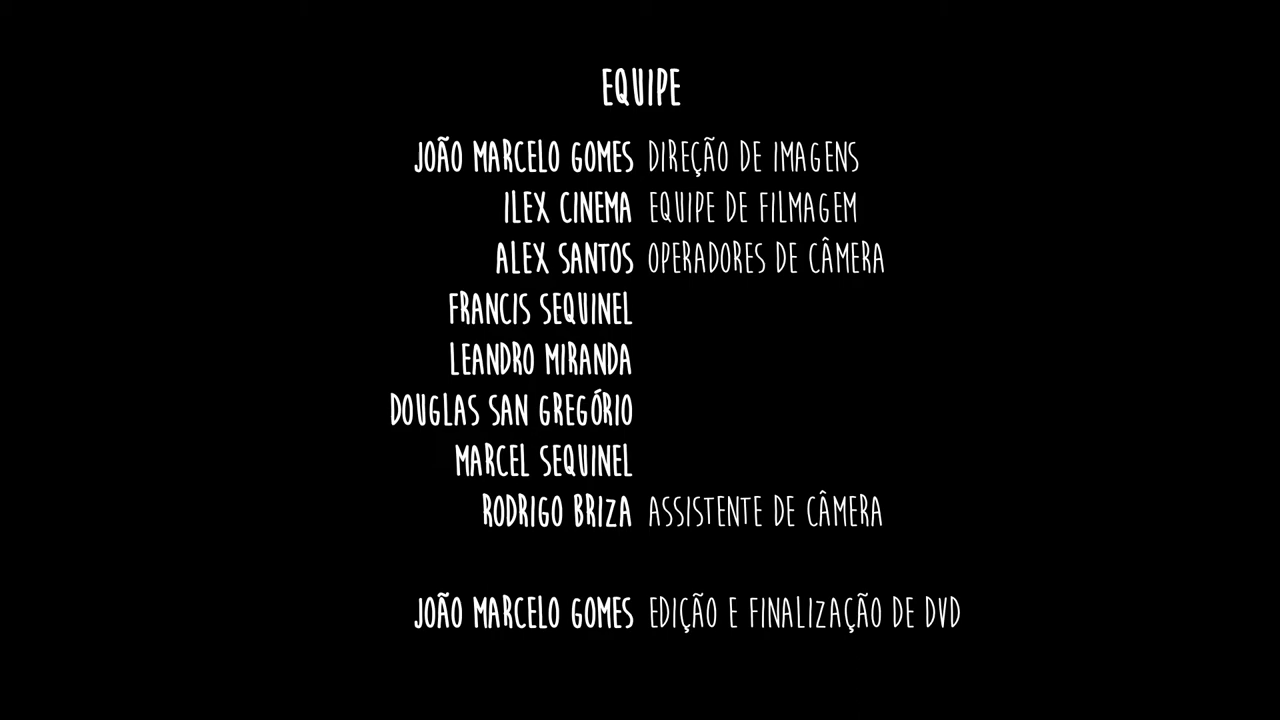 EQUIPE
JOÃO MARCELO GOMES DIREÇÃO DE IMAGENS
ILEX CINEMA EQUIPE DE FILMAGEM
ALEX SANTOS OPERADORES DE CÂMERA
FRANCIS SEQUINEL
LEANDRO MIRANDA
DOUGLAS SAN GREGÓRIO
MARCEL SEQUINEL
RODRIGO BRIZA ASSISTENTE DE CÂMERA
JOÃO MARCELO GOMES EDIÇÃO E FINALIZAÇÃO DE DVD